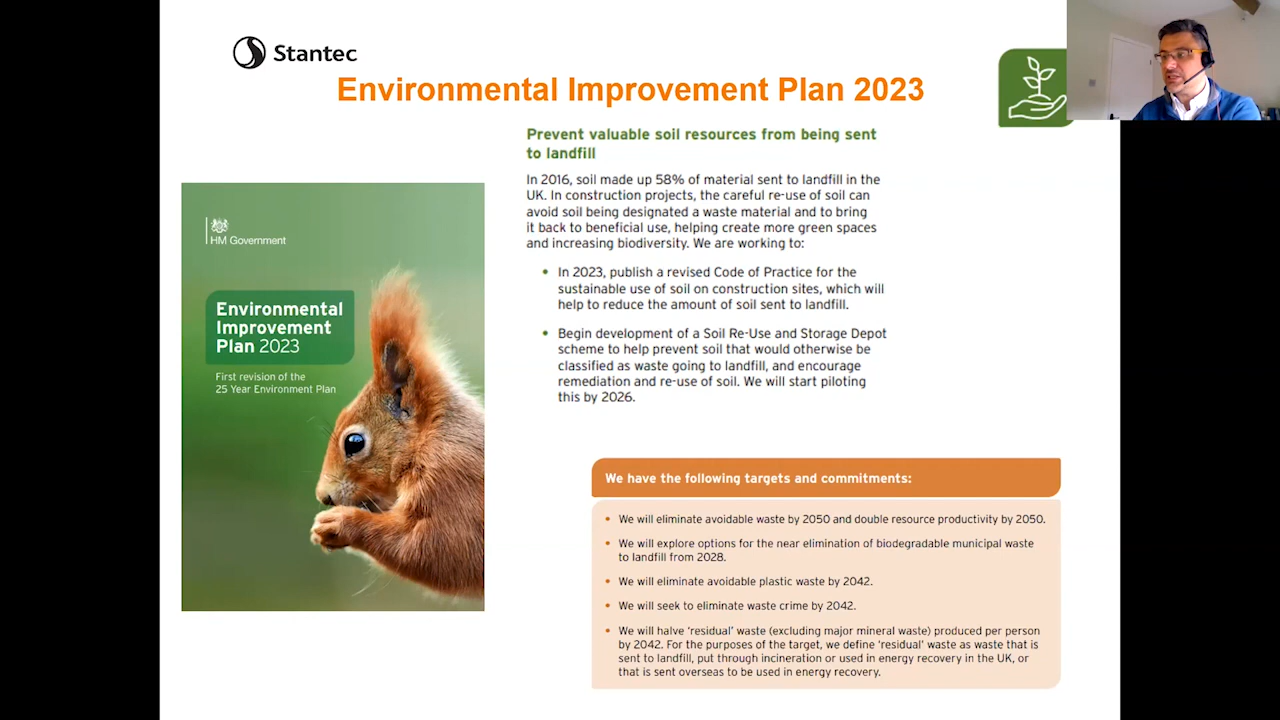 Stantec
Environmental Improvement Plan 2023
Prevent valuable soil resources from being sent
to landfill
In 2016, soil made up 58% of material sent to landfill in the
UK. In construction projects, the careful re-use of soil can
avoid soil being designated a waste material and to bring
it back to beneficial use, helping create more green spaces
and increasing biodiversity. We are working to:
• In 2023, publish a revised Code of Practice for the
sustainable use of soil on construction sites, which will
help to reduce the amount of soil sent to landfill.
• Begin development of a Soil Re-Use and Storage Depot
scheme to help prevent soil that would otherwise be
classified as waste going to landfill, and encourage
remediation and re-use of soil. We will start piloting
this by 2026.
HM Government
Environmental
Improvement
Plan 2023
First revision of the
25 Year Environment Plan
We have the following targets and commitments:
• We will eliminate avoidable waste by 2050 and double resource productivity by 2050.
• We will explore options for the near elimination of biodegradable municipal waste
to landfill from 2028.
• We will eliminate avoidable plastic waste by 2042.
• We will seek to eliminate waste crime by 2042.
• We will halve ‘residual’ waste (excluding major mineral waste) produced per person
by 2042. For the purposes of the target, we define ‘residual’ waste as waste that is
sent to landfill, put through incineration or used in energy recovery in the UK, or
that is sent overseas to be used in energy recovery.